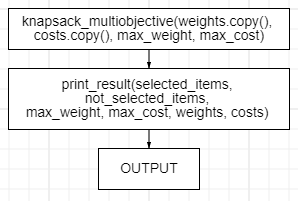 knapsack_multiobjective(weights.copy(),
costs.copy(), max_weight, max_cost)
print_result(selected_items,
not_selected_items,
max_weight, max_cost, weights, costs)
OUTPUT